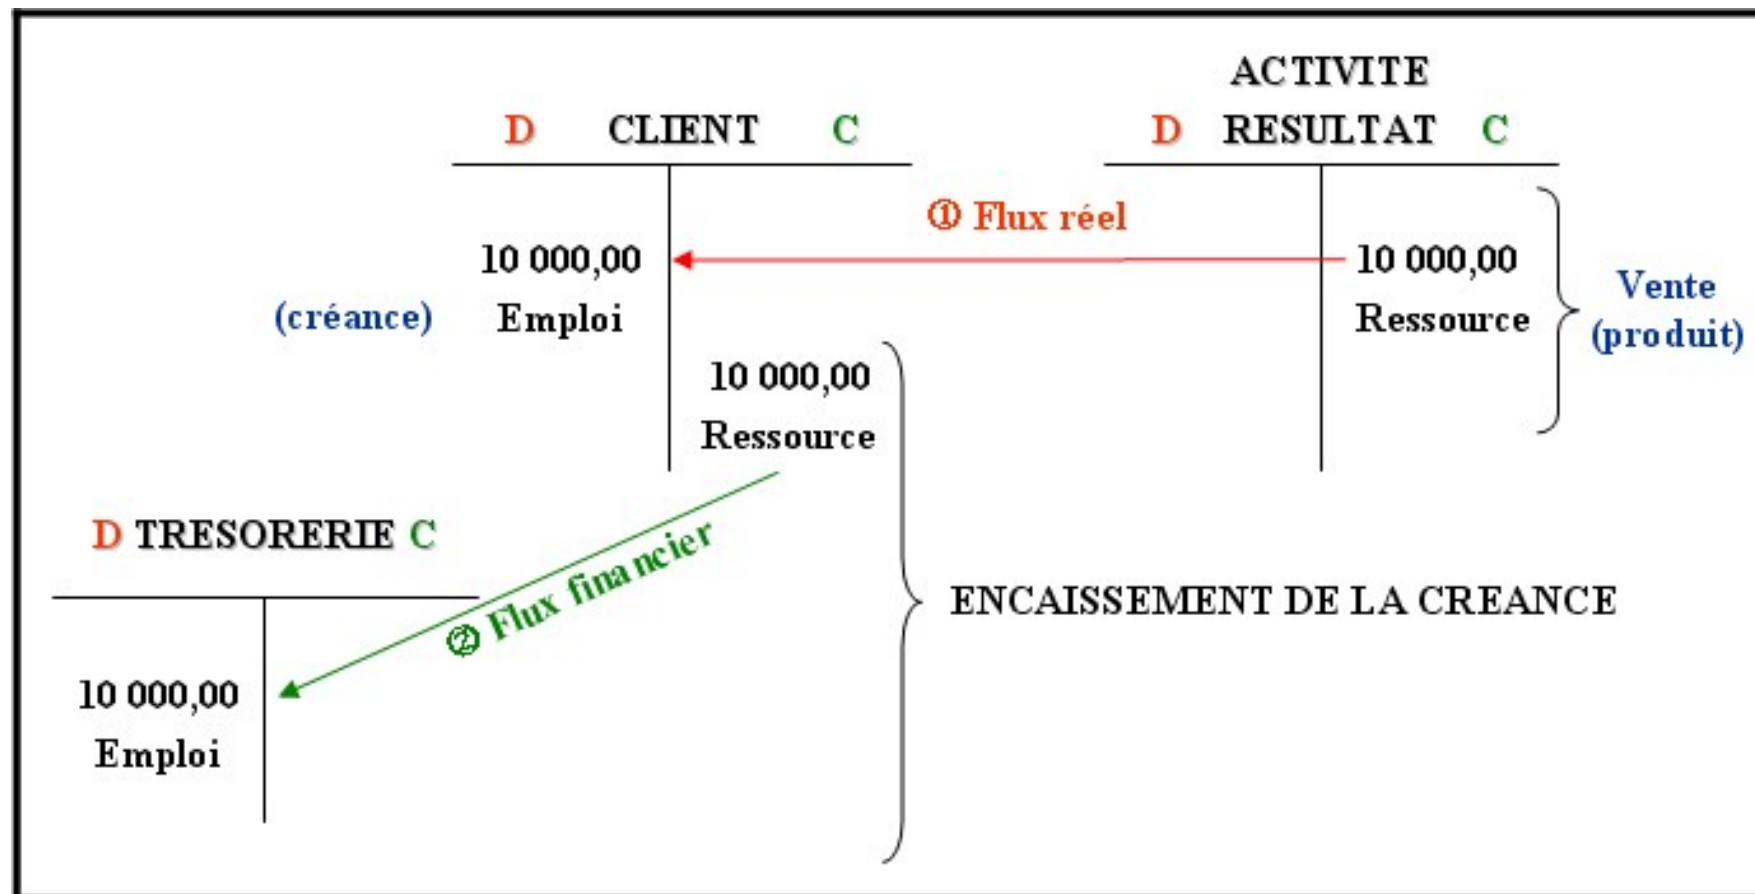 ACTIVITE
D CLIENT C
D RESULTAT C
① Flux réel
10 000,00
10 000,00
(créance)
Emploi
Ressource
Vente
(produit)
10 000,00
Ressource
D TRESORERIE C
② Flux financier
ENCAISSEMENT DE LA CREANCE
10 000,00
Emploi